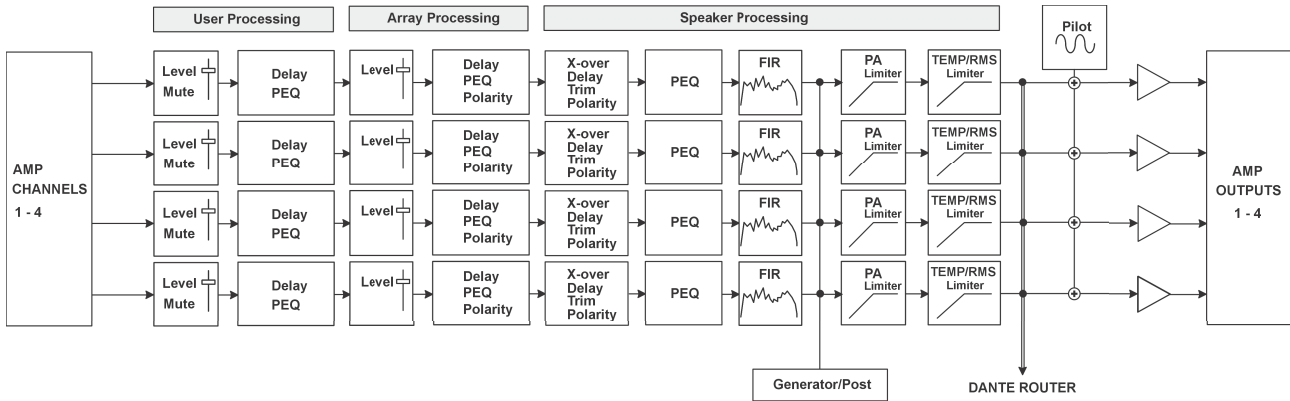 User Processing
Array Processing
Speaker Processing
Pilot
AMP
CHANNELS
1 - 4
Level
Mute
Delay
PEQ
Level
Delay
PEQ
Polarity
X-over
Delay
Trim
Polarity
PEQ
FIR
PA
Limiter
TEMP/RMS
Limiter
Level
Mute
Delay
PEQ
Level
Delay
PEQ
Polarity
X-over
Delay
Trim
Polarity
PEQ
FIR
PA
Limiter
TEMP/RMS
Limiter
Level
Mute
Delay
PEQ
Level
Delay
PEQ
Polarity
X-over
Delay
Trim
Polarity
PEQ
FIR
PA
Limiter
TEMP/RMS
Limiter
Level
Mute
Delay
PEQ
Level
Delay
PEQ
Polarity
X-over
Delay
Trim
Polarity
PEQ
FIR
PA
Limiter
TEMP/RMS
Limiter
AMP
OUTPUTS
1 - 4
Generator/Post
DANTE ROUTER